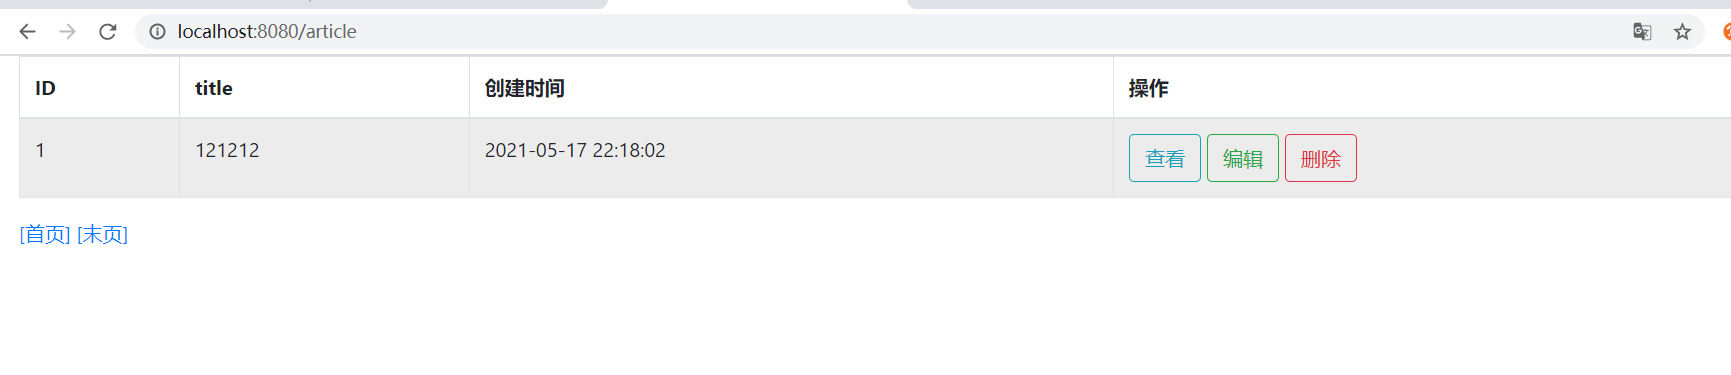 localhost:8080/article
ID title 创建时间 操作
1 121212 2021-05-17 22:18:02 查看 编辑 删除
[首页] [末页]